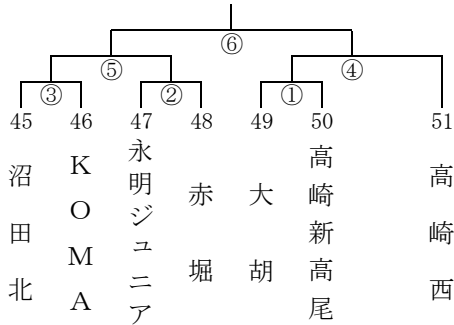 ⑥
⑤ ④
③ ② ①
45 46 47 48 49 50 51
沼田北
KOMA
永明ジュニア
赤堀
大胡
高崎新高尾
高崎西